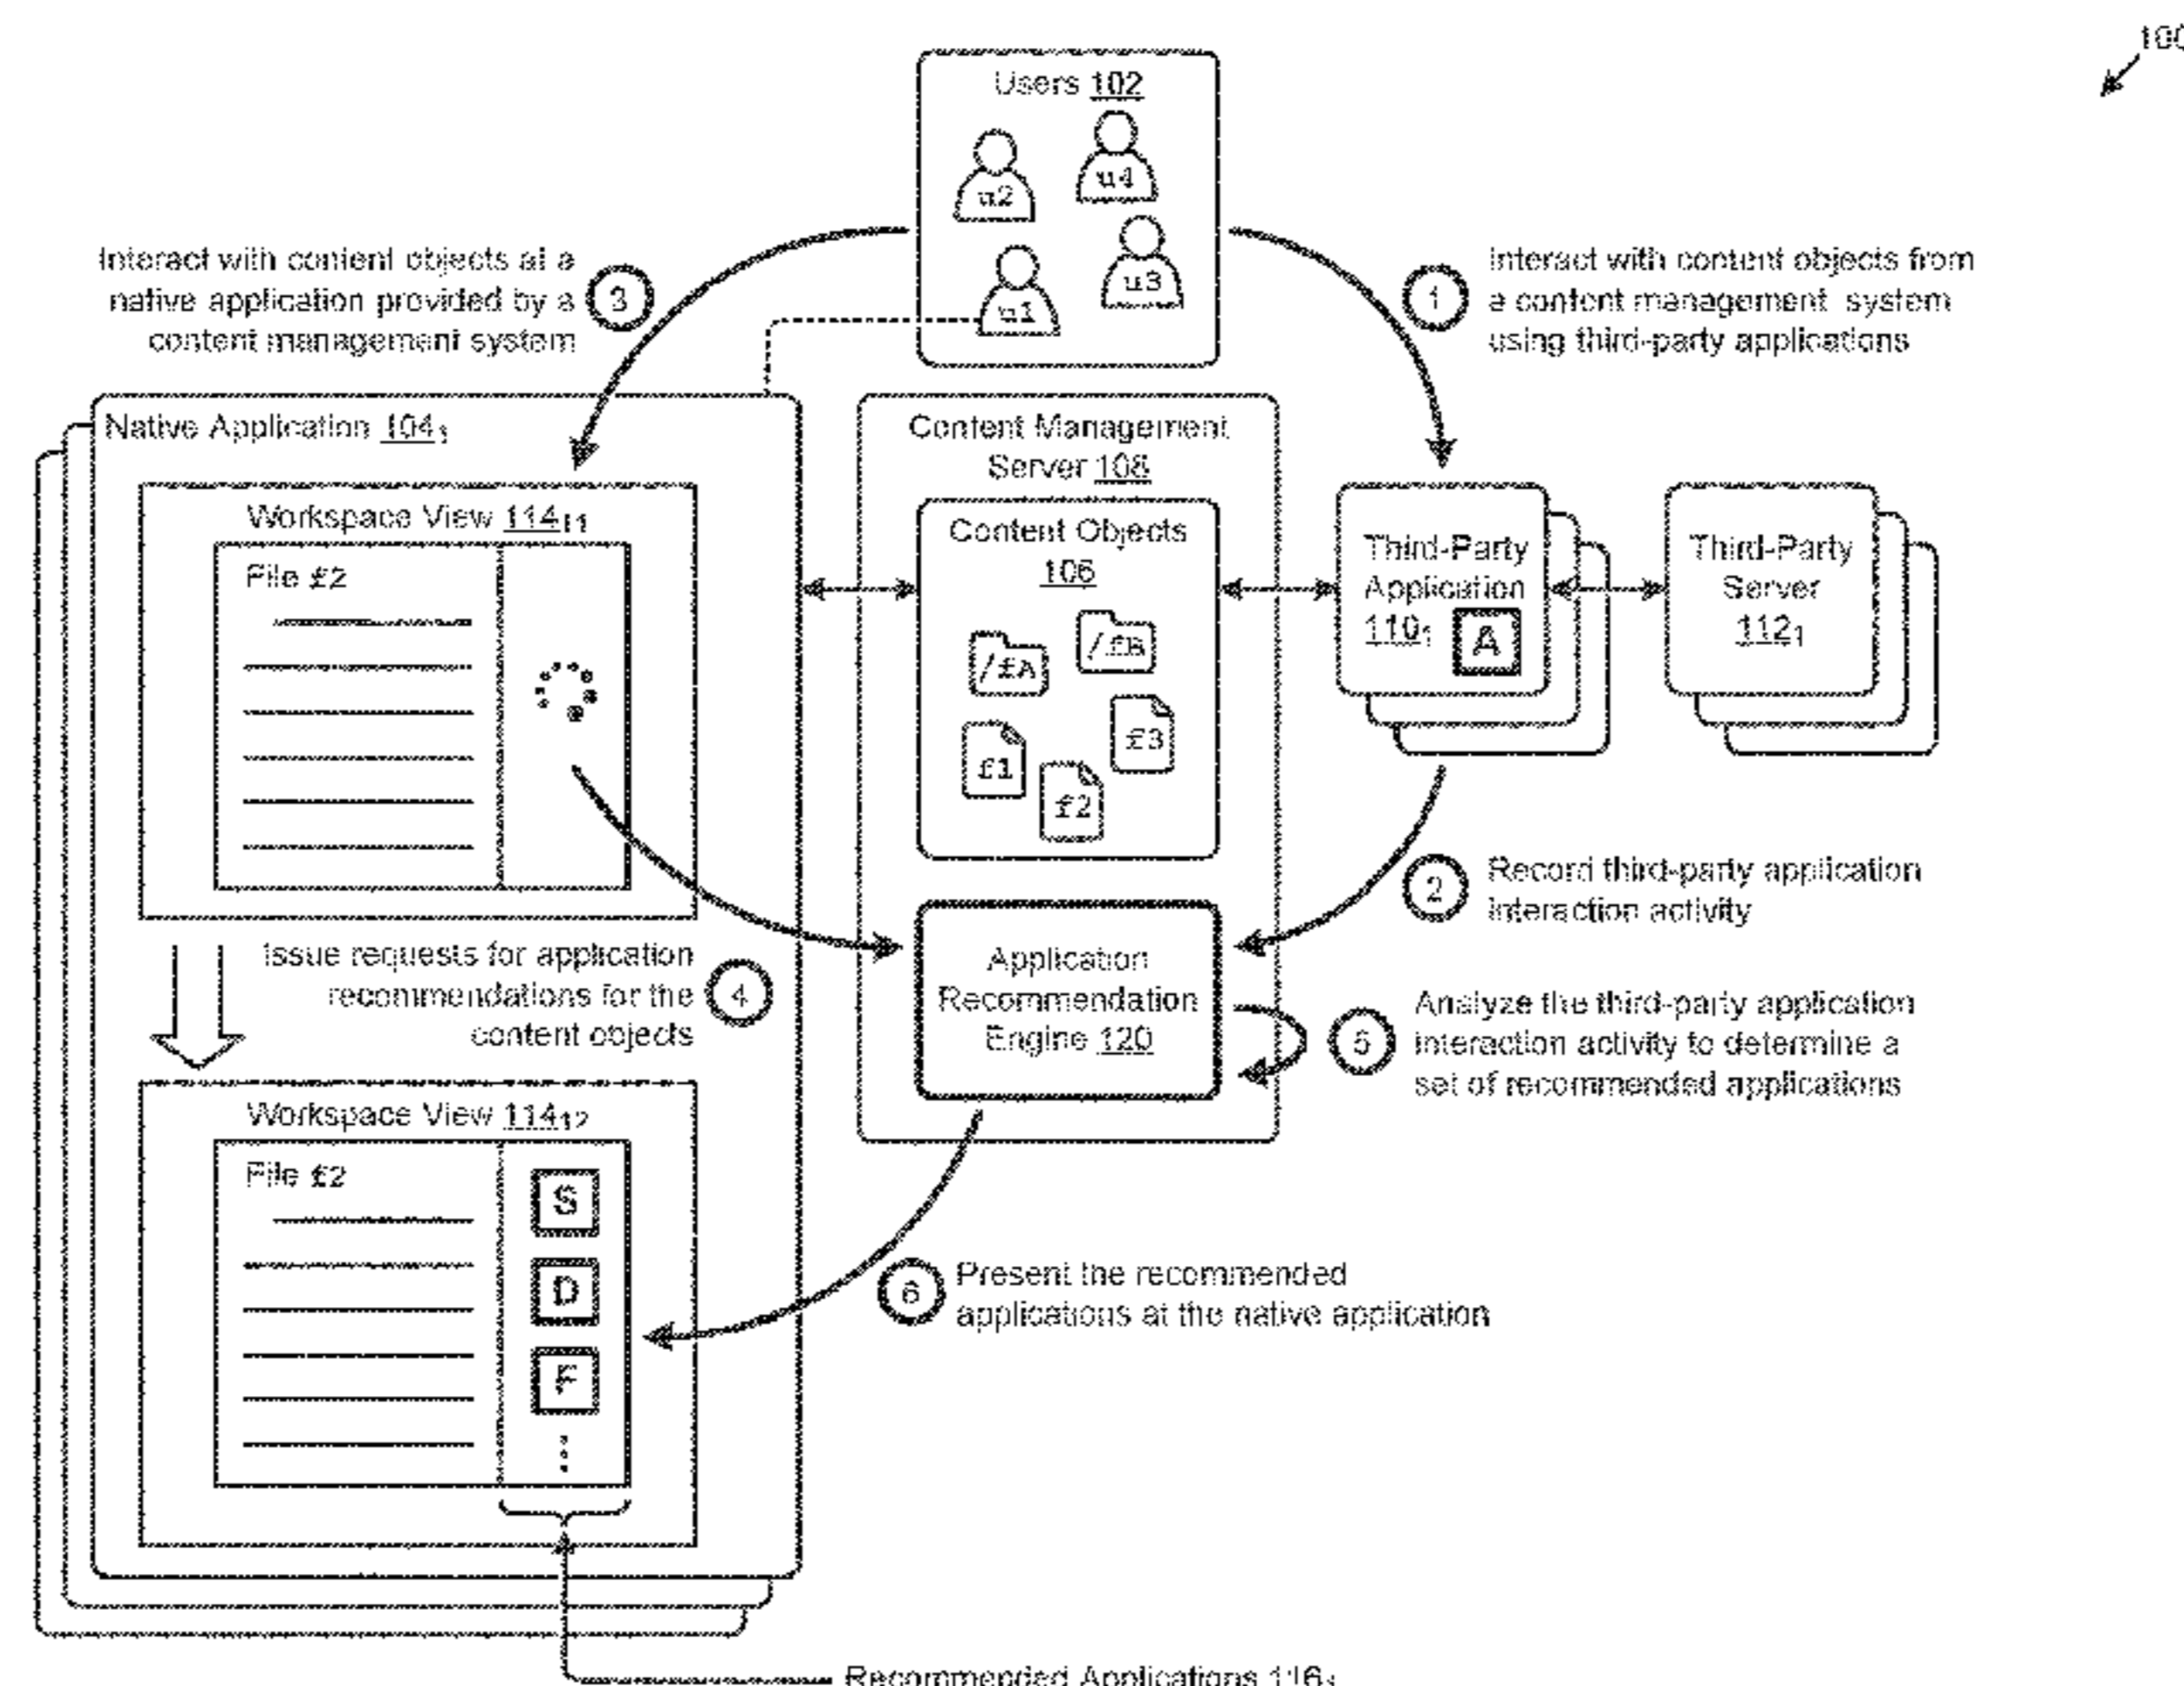 100
Users 102
u2
u4
u1
u3
Interact with content objects at a
native application provided by a
content management system
3
1
Interact with content objects from
a content management system
using third-party applications
Native Application 104₁
Workspace View 114₁₁
File f2
Content Management
Server 108
Content Objects
106
/fA
/fB
f1
f2
f3
Third-Party
Application
110₁
A
Third-Party
Server
112₁
2
Record third-party application
interaction activity
Issue requests for application
recommendations for the
content objects
4
Application
Recommendation
Engine 120
5
Analyze the third-party application
interaction activity to determine a
set of recommended applications
Workspace View 114₁₂
File f2
S
D
F
6
Present the recommended
applications at the native application
Recommended Applications 116₁